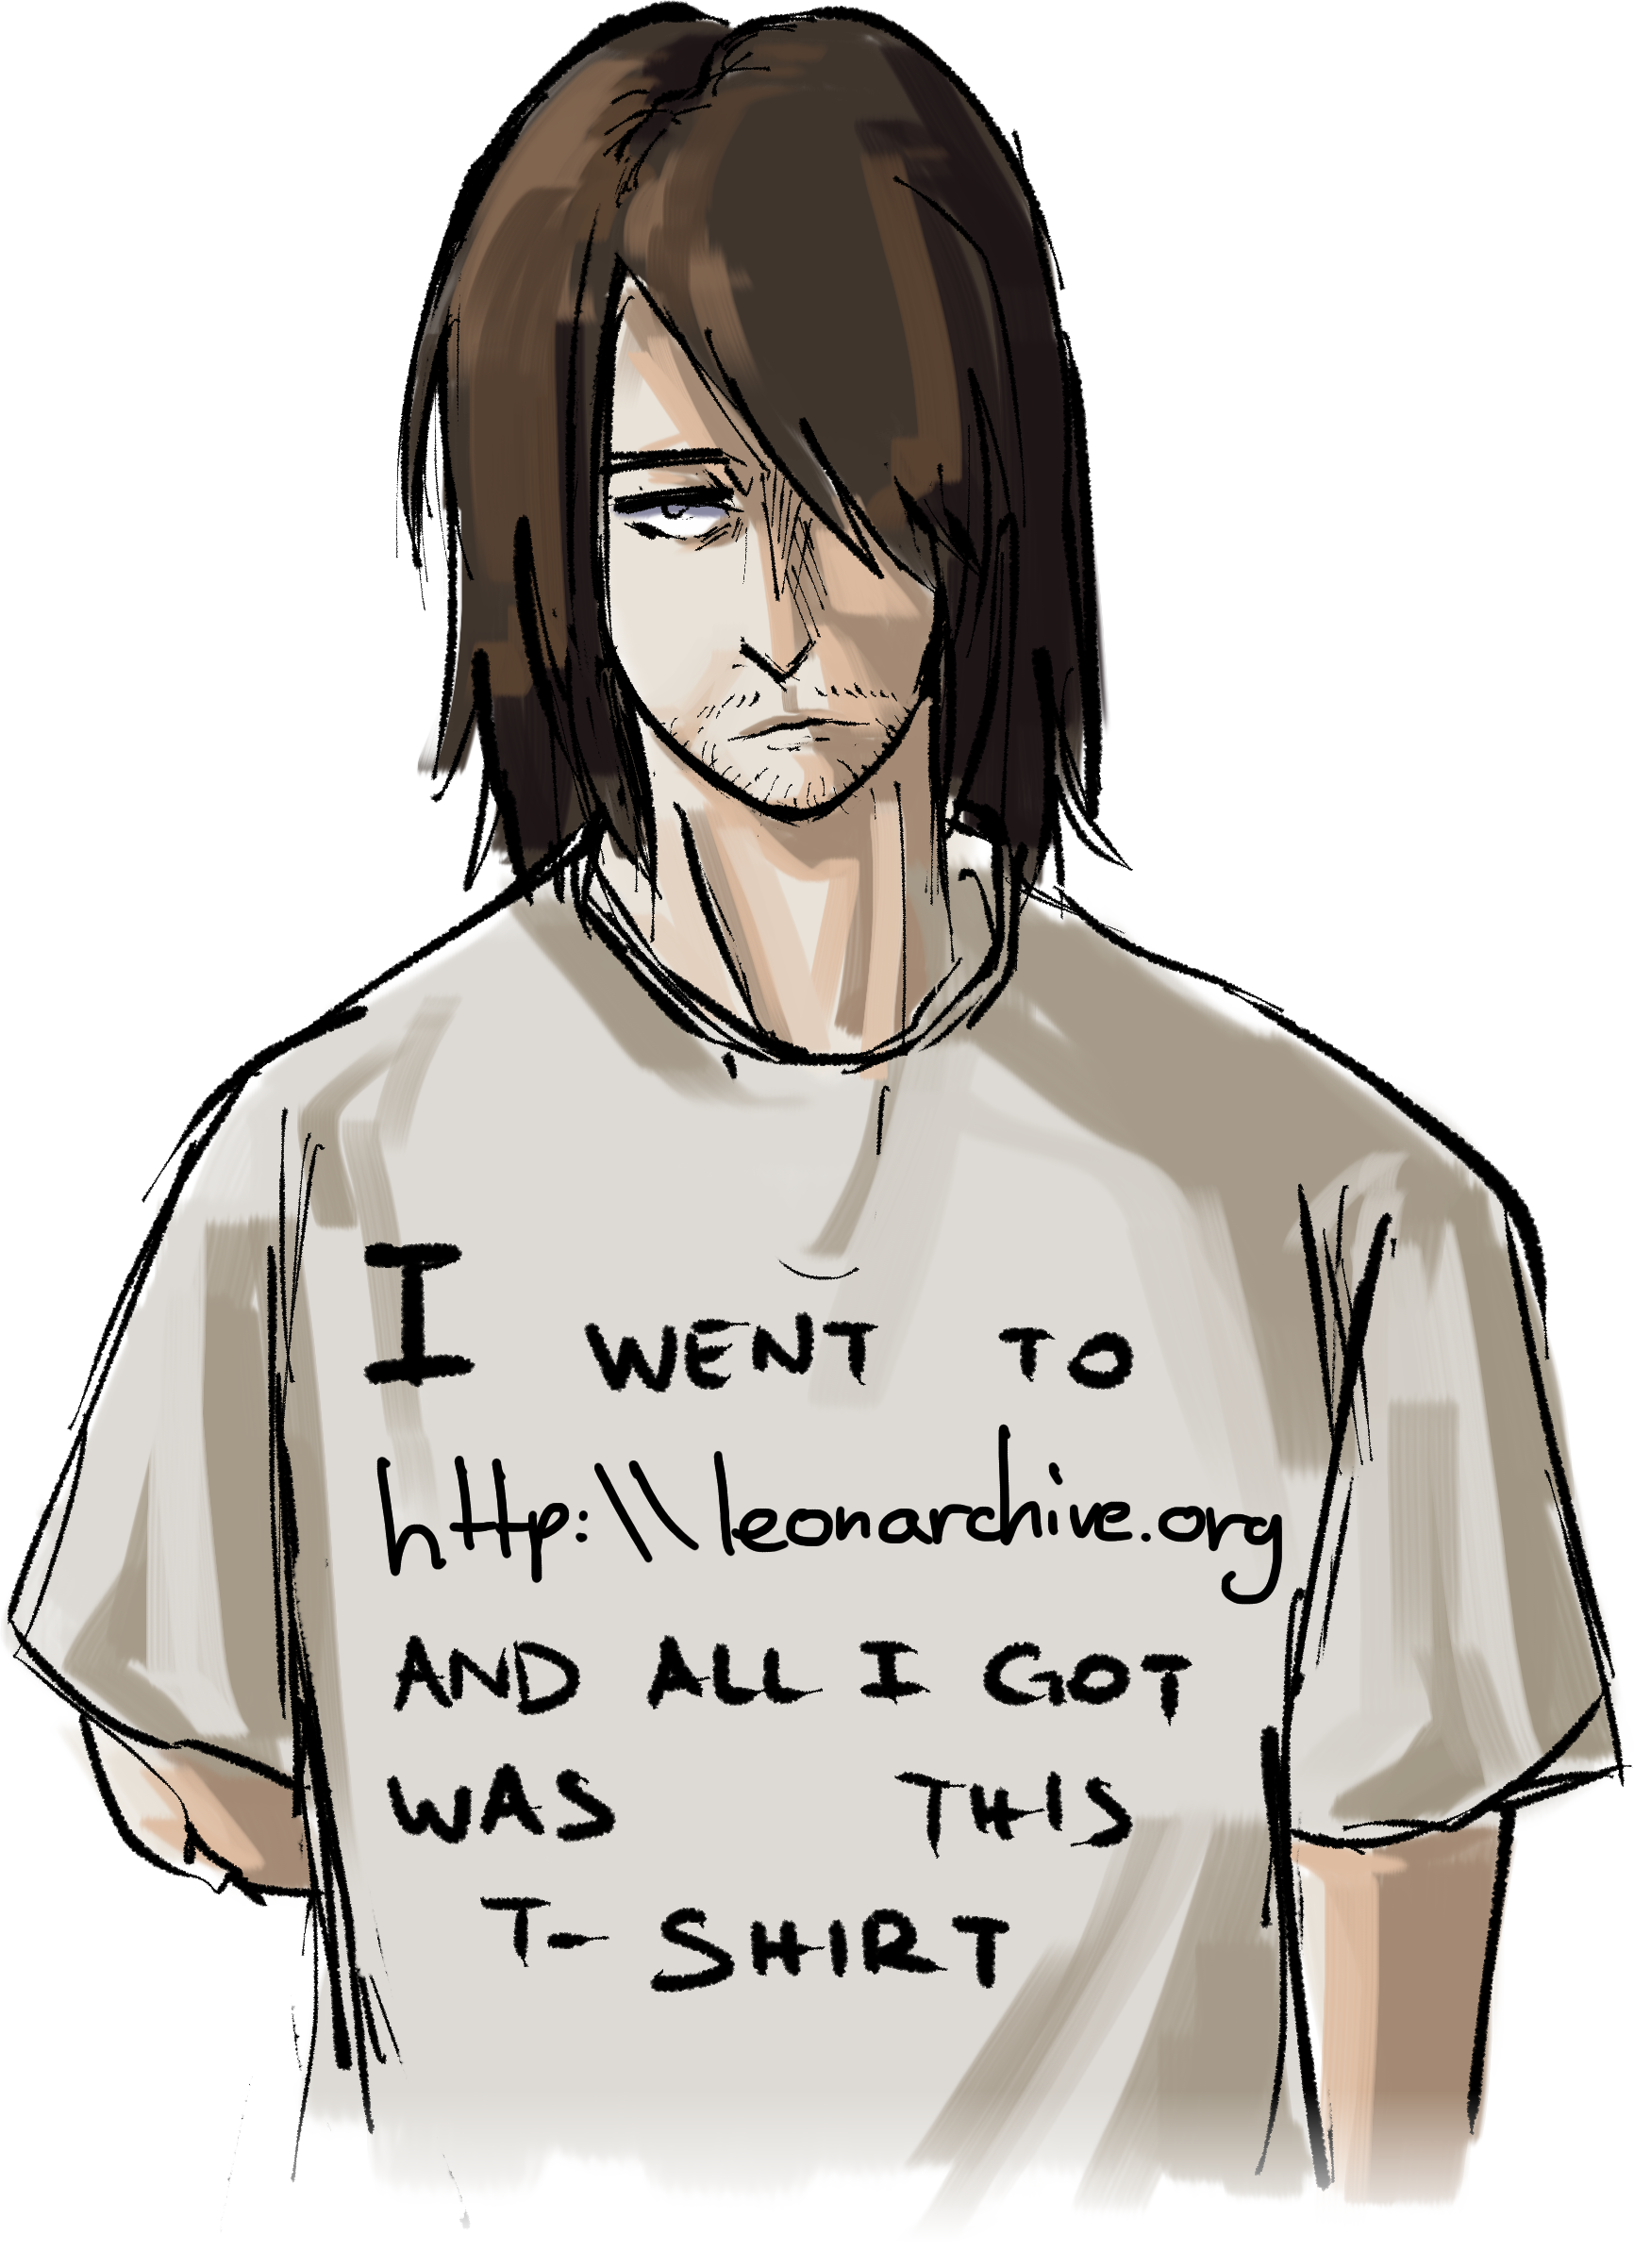 I WENT TO
http:\\leonarchive.org
AND ALL I GOT
WAS THIS
T-SHIRT